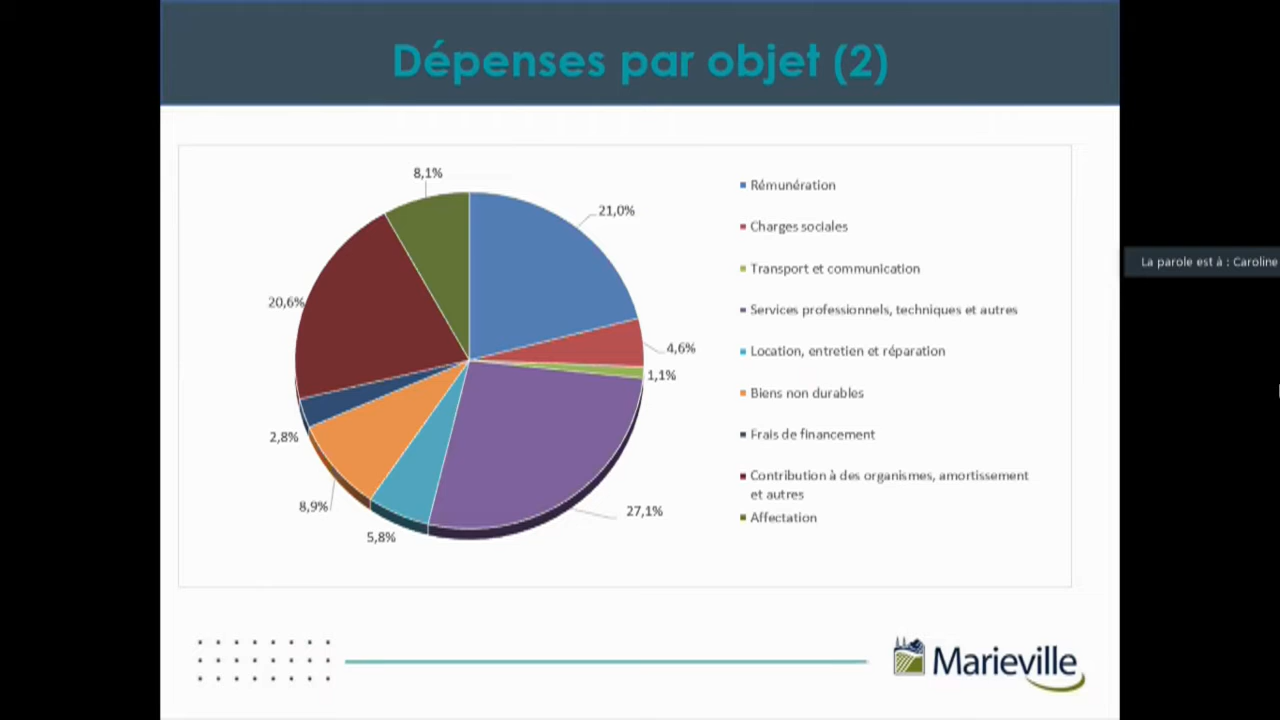 Dépenses par objet (2)
8,1%
21,0%
20,6%
4,6%
1,1%
2,8%
8,9%
5,8%
27,1%
Rémunération
Charges sociales
Transport et communication
Services professionnels, techniques et autres
Location, entretien et réparation
Biens non durables
Frais de financement
Contribution à des organismes, amortissement
et autres
Affectation
La parole est à : Caroline
Marieville